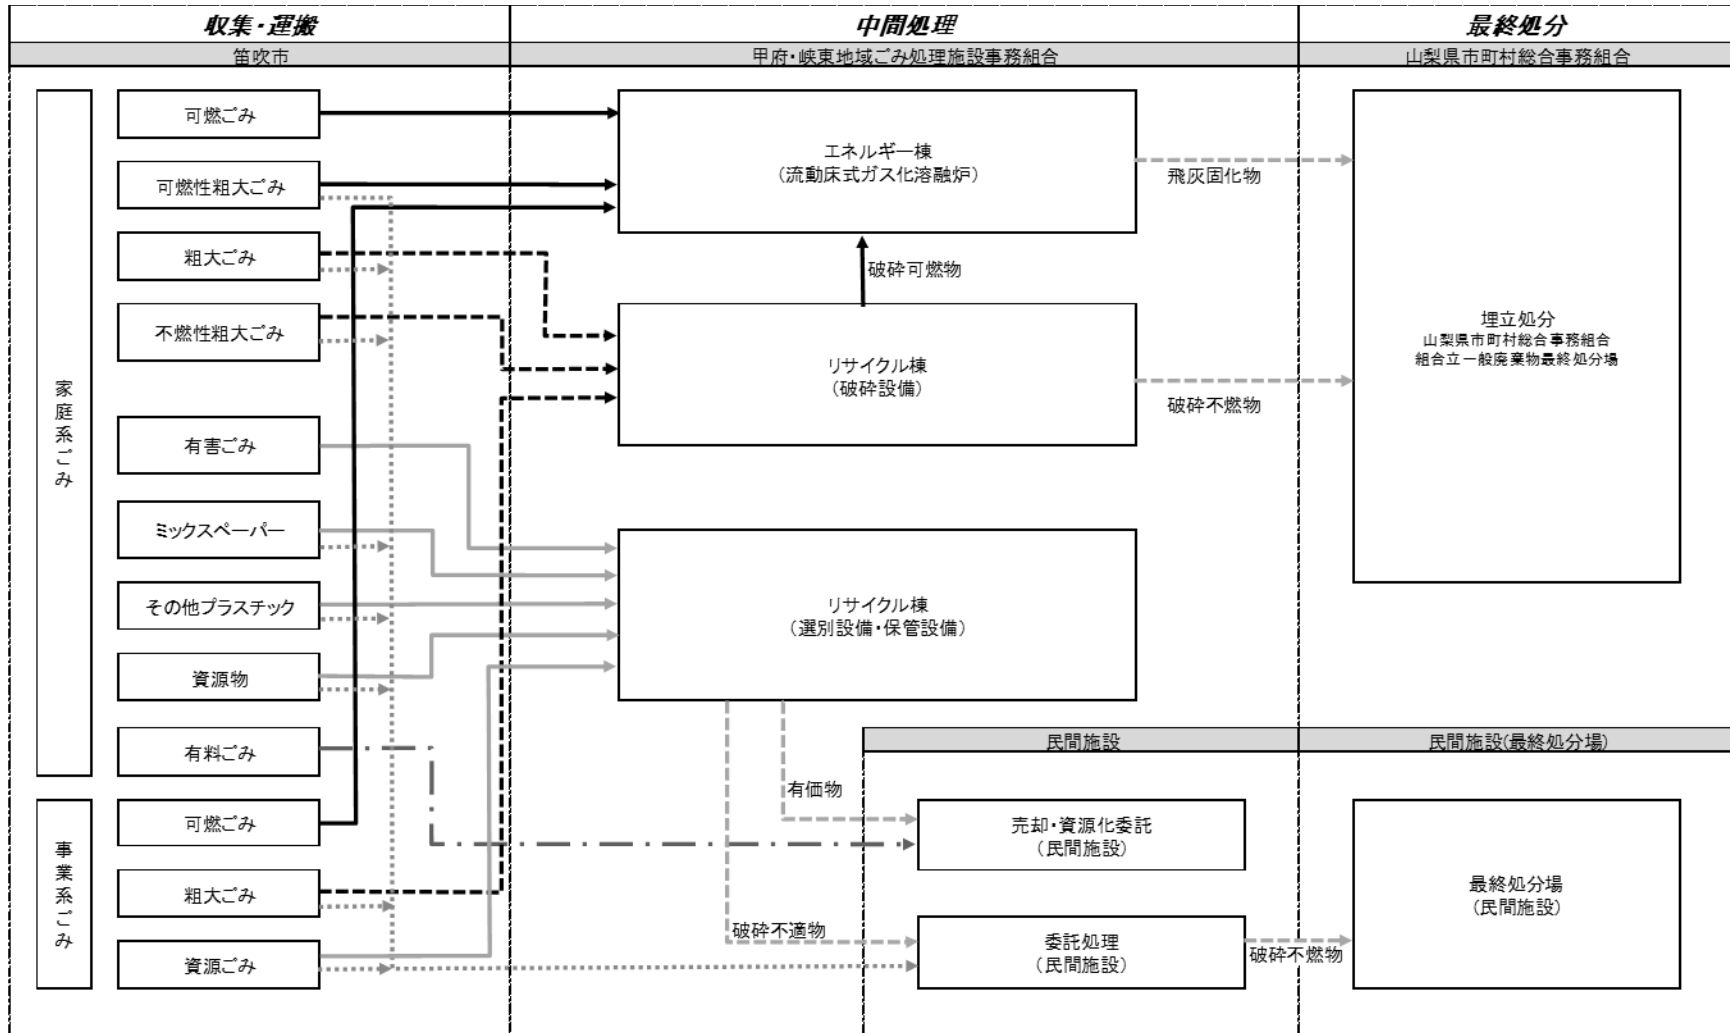 収集・運搬
中間処理
最終処分
笛吹市
甲府・峡東地域ごみ処理施設事務組合
山梨県市町村総合事務組合
家庭系ごみ
可燃ごみ
可燃性粗大ごみ
粗大ごみ
不燃性粗大ごみ
有害ごみ
ミックスペーパー
その他プラスチック
資源物
有料ごみ
事業系ごみ
可燃ごみ
粗大ごみ
資源ごみ
エネルギー棟
(流動床式ガス化溶融炉)
破砕可燃物
リサイクル棟
(破砕設備)
リサイクル棟
(選別設備・保管設備)
飛灰固化物
破砕不燃物
埋立処分
山梨県市町村総合事務組合
組合立一般廃棄物最終処分場
民間施設
民間施設(最終処分場)
有価物
売却・資源化委託
(民間施設)
破砕不適物
委託処理
(民間施設)
破砕不燃物
最終処分場
(民間施設)